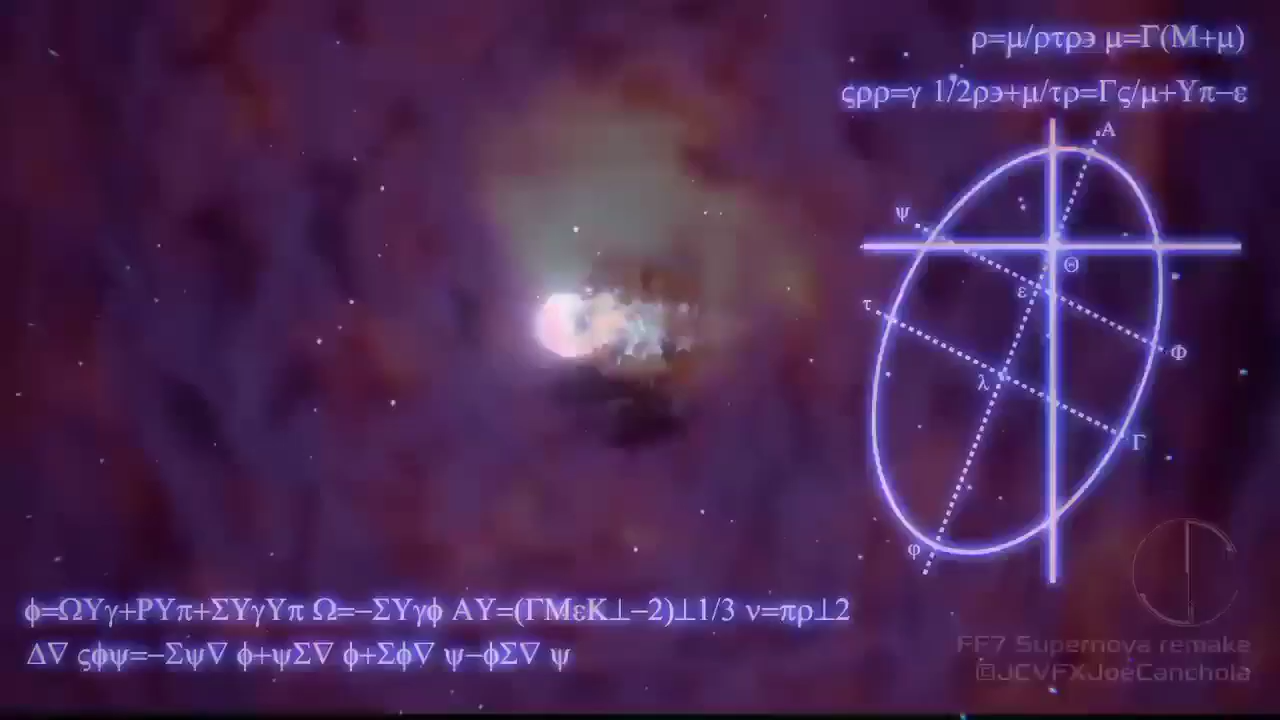 ρ=μ/ρτρ϶ μ=Γ(Μ+μ)
ςρρ=γ 1/2ρ϶+μ/τρ=Γς/μ+Υπ−ε
Α
ψ
Θ
ε
τ
Φ
λ
Γ
φ
ϕ=ΩΥγ+ΡΥπ+ΣΥγΥπ Ω=−ΣΥγϕ ΑΥ=(ΓΜεΚ⊥−2)⊥1/3 ν=πρ⊥2
Δ∇ ςϕψ=−Σψ∇ ϕ+ψΣ∇ ϕ+Σϕ∇ ψ−ϕΣ∇ ψ
FF7 Supernova remake
©JCVFXJoeCanchola